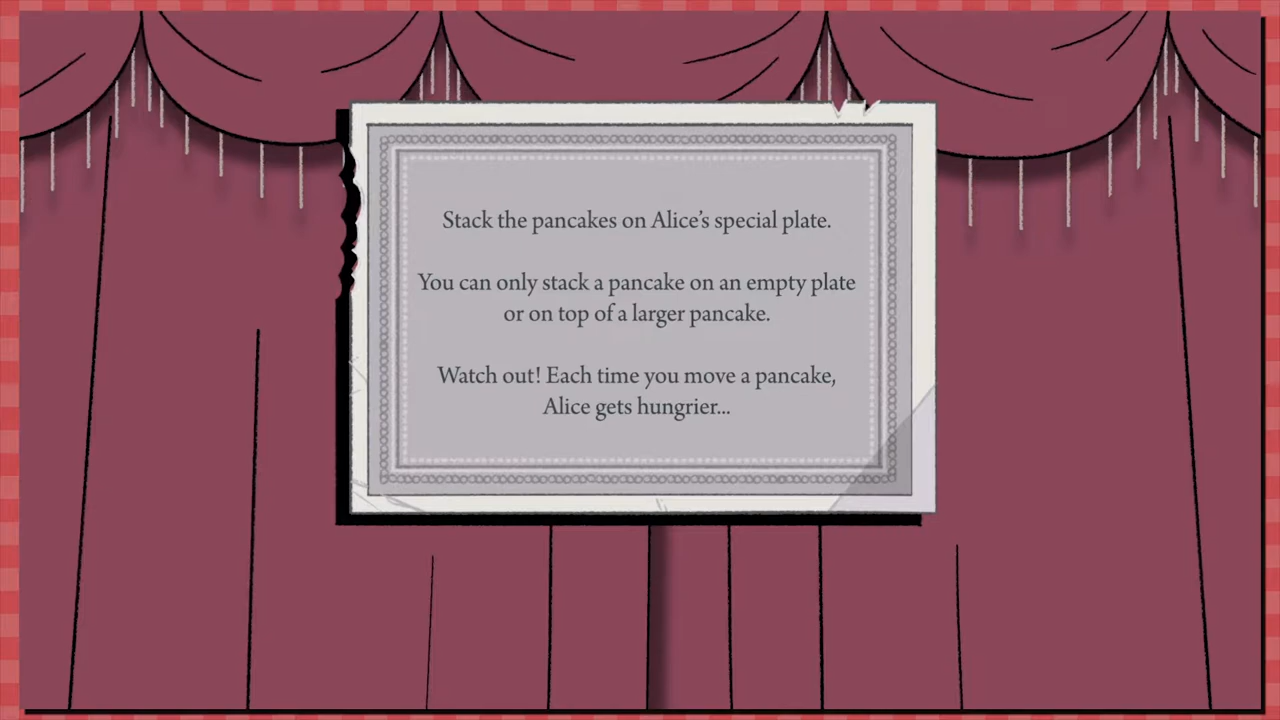 Stack the pancakes on Alice’s special plate.
You can only stack a pancake on an empty plate
or on top of a larger pancake.
Watch out! Each time you move a pancake,
Alice gets hungrier...